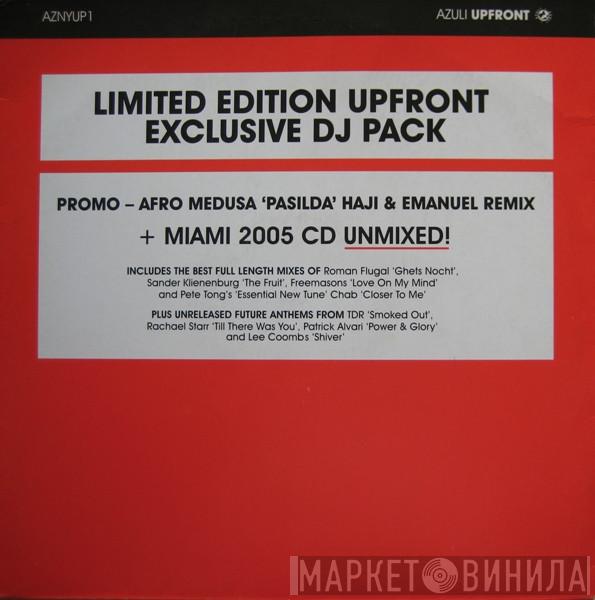 AZNYUP1
AZULI UPFRONT
LIMITED EDITION UPFRONT
EXCLUSIVE DJ PACK
PROMO – AFRO MEDUSA ‘PASILDA’ HAJI & EMANUEL REMIX
+ MIAMI 2005 CD UNMIXED!
INCLUDES THE BEST FULL LENGTH MIXES OF Roman Flugal ‘Ghets Nocht’,
Sander Klienenburg ‘The Fruit’, Freemasons ‘Love On My Mind’
and Pete Tong’s ‘Essential New Tune’ Chab ‘Closer To Me’
PLUS UNRELEASED FUTURE ANTHEMS FROM TDR ‘Smoked Out’,
Rachael Starr ‘Till There Was You’, Patrick Alvari ‘Power & Glory’
and Lee Coombs ‘Shiver’
МАРКЕТ ВИНИЛА